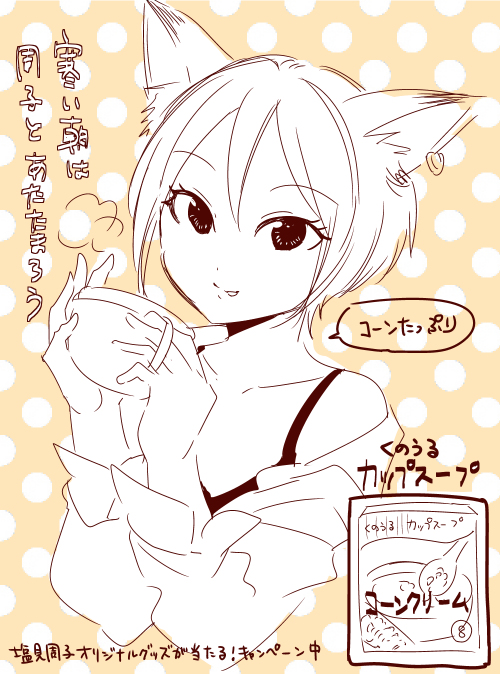 寒い朝は
周子とあたたまろう
コーンたっぷり
くのうる
カップスープ
くのうる カップスープ
コーンクリーム
8
塩見周子オリジナルグッズが当たる!キャンペーン中